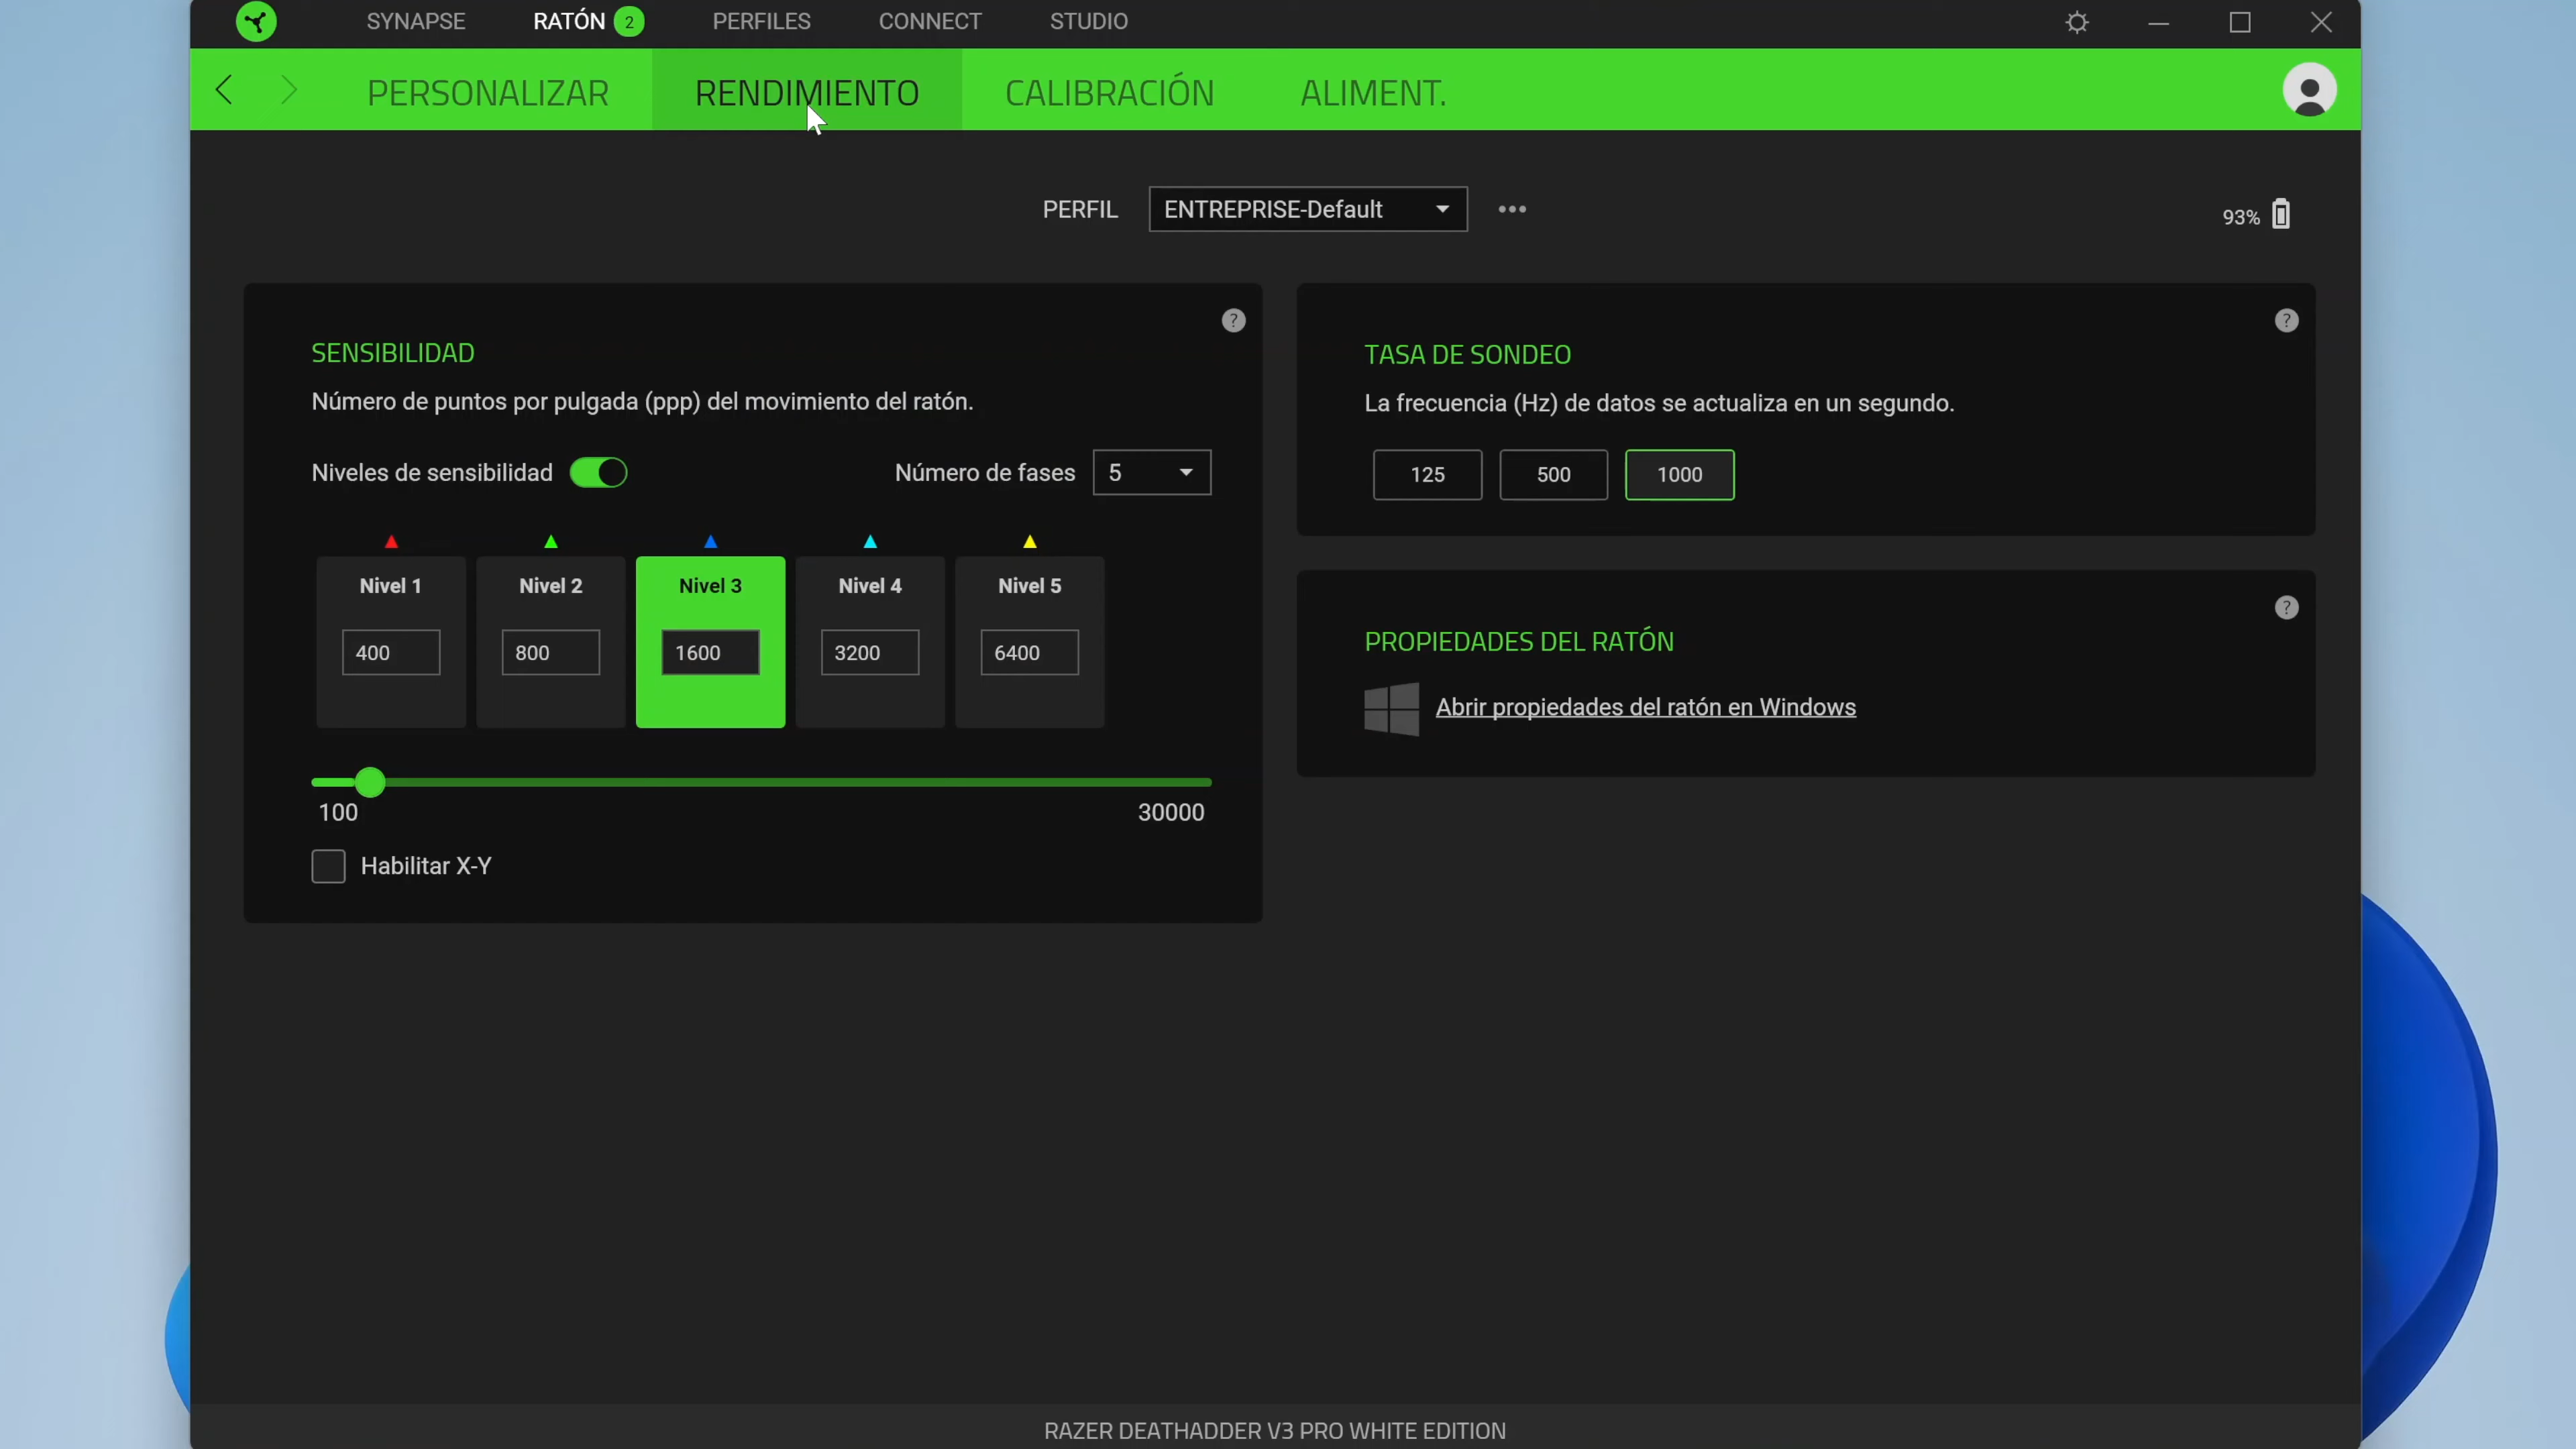 SYNAPSE RATÓN 2 PERFILES CONNECT STUDIO
PERSONALIZAR RENDIMIENTO CALIBRACIÓN ALIMENT.
PERFIL ENTREPRISE-Default
93%
SENSIBILIDAD
Número de puntos por pulgada (ppp) del movimiento del ratón.
Niveles de sensibilidad Número de fases 5
Nivel 1 Nivel 2 Nivel 3 Nivel 4 Nivel 5
400 800 1600 3200 6400
100 30000
Habilitar X-Y
?
TASA DE SONDEO
La frecuencia (Hz) de datos se actualiza en un segundo.
125 500 1000
?
PROPIEDADES DEL RATÓN
Abrir propiedades del ratón en Windows
?
RAZER DEATHADDER V3 PRO WHITE EDITION